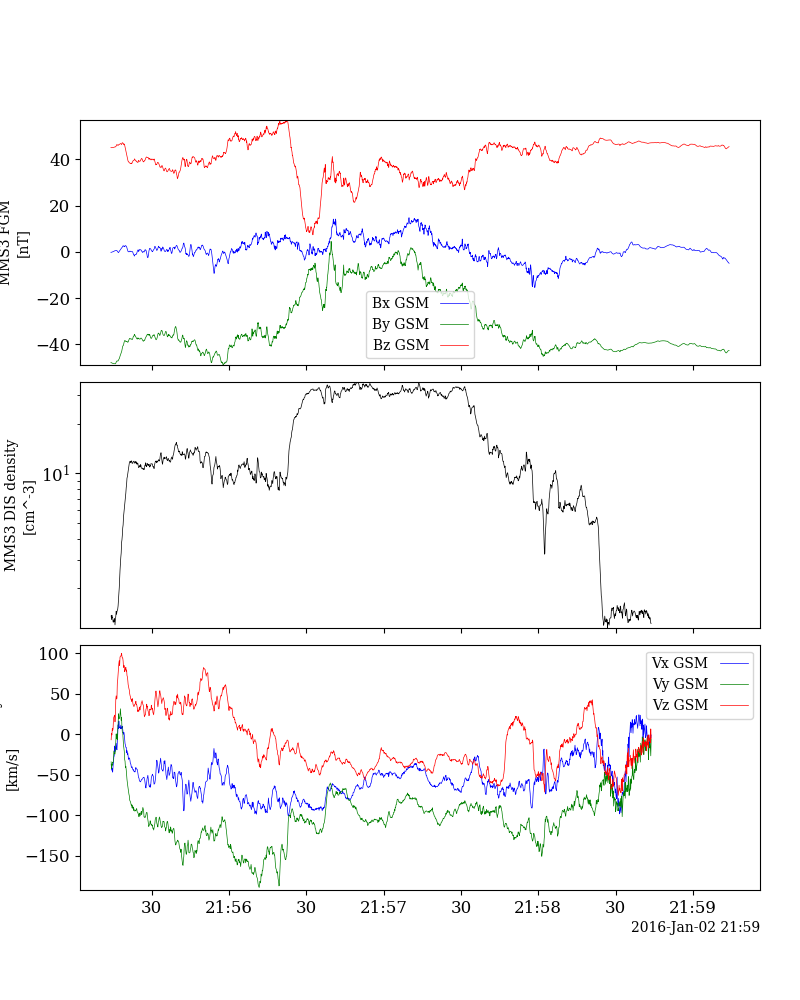 40
20
0
−20
−40
MMS3 FGM
[nT]
Bx GSM
By GSM
Bz GSM
10^1
MMS3 DIS density
[cm^-3]
100
50
0
−50
−100
−150
[km/s]
Vx GSM
Vy GSM
Vz GSM
30 21:56 30 21:57 30 21:58 30 21:59
2016-Jan-02 21:59